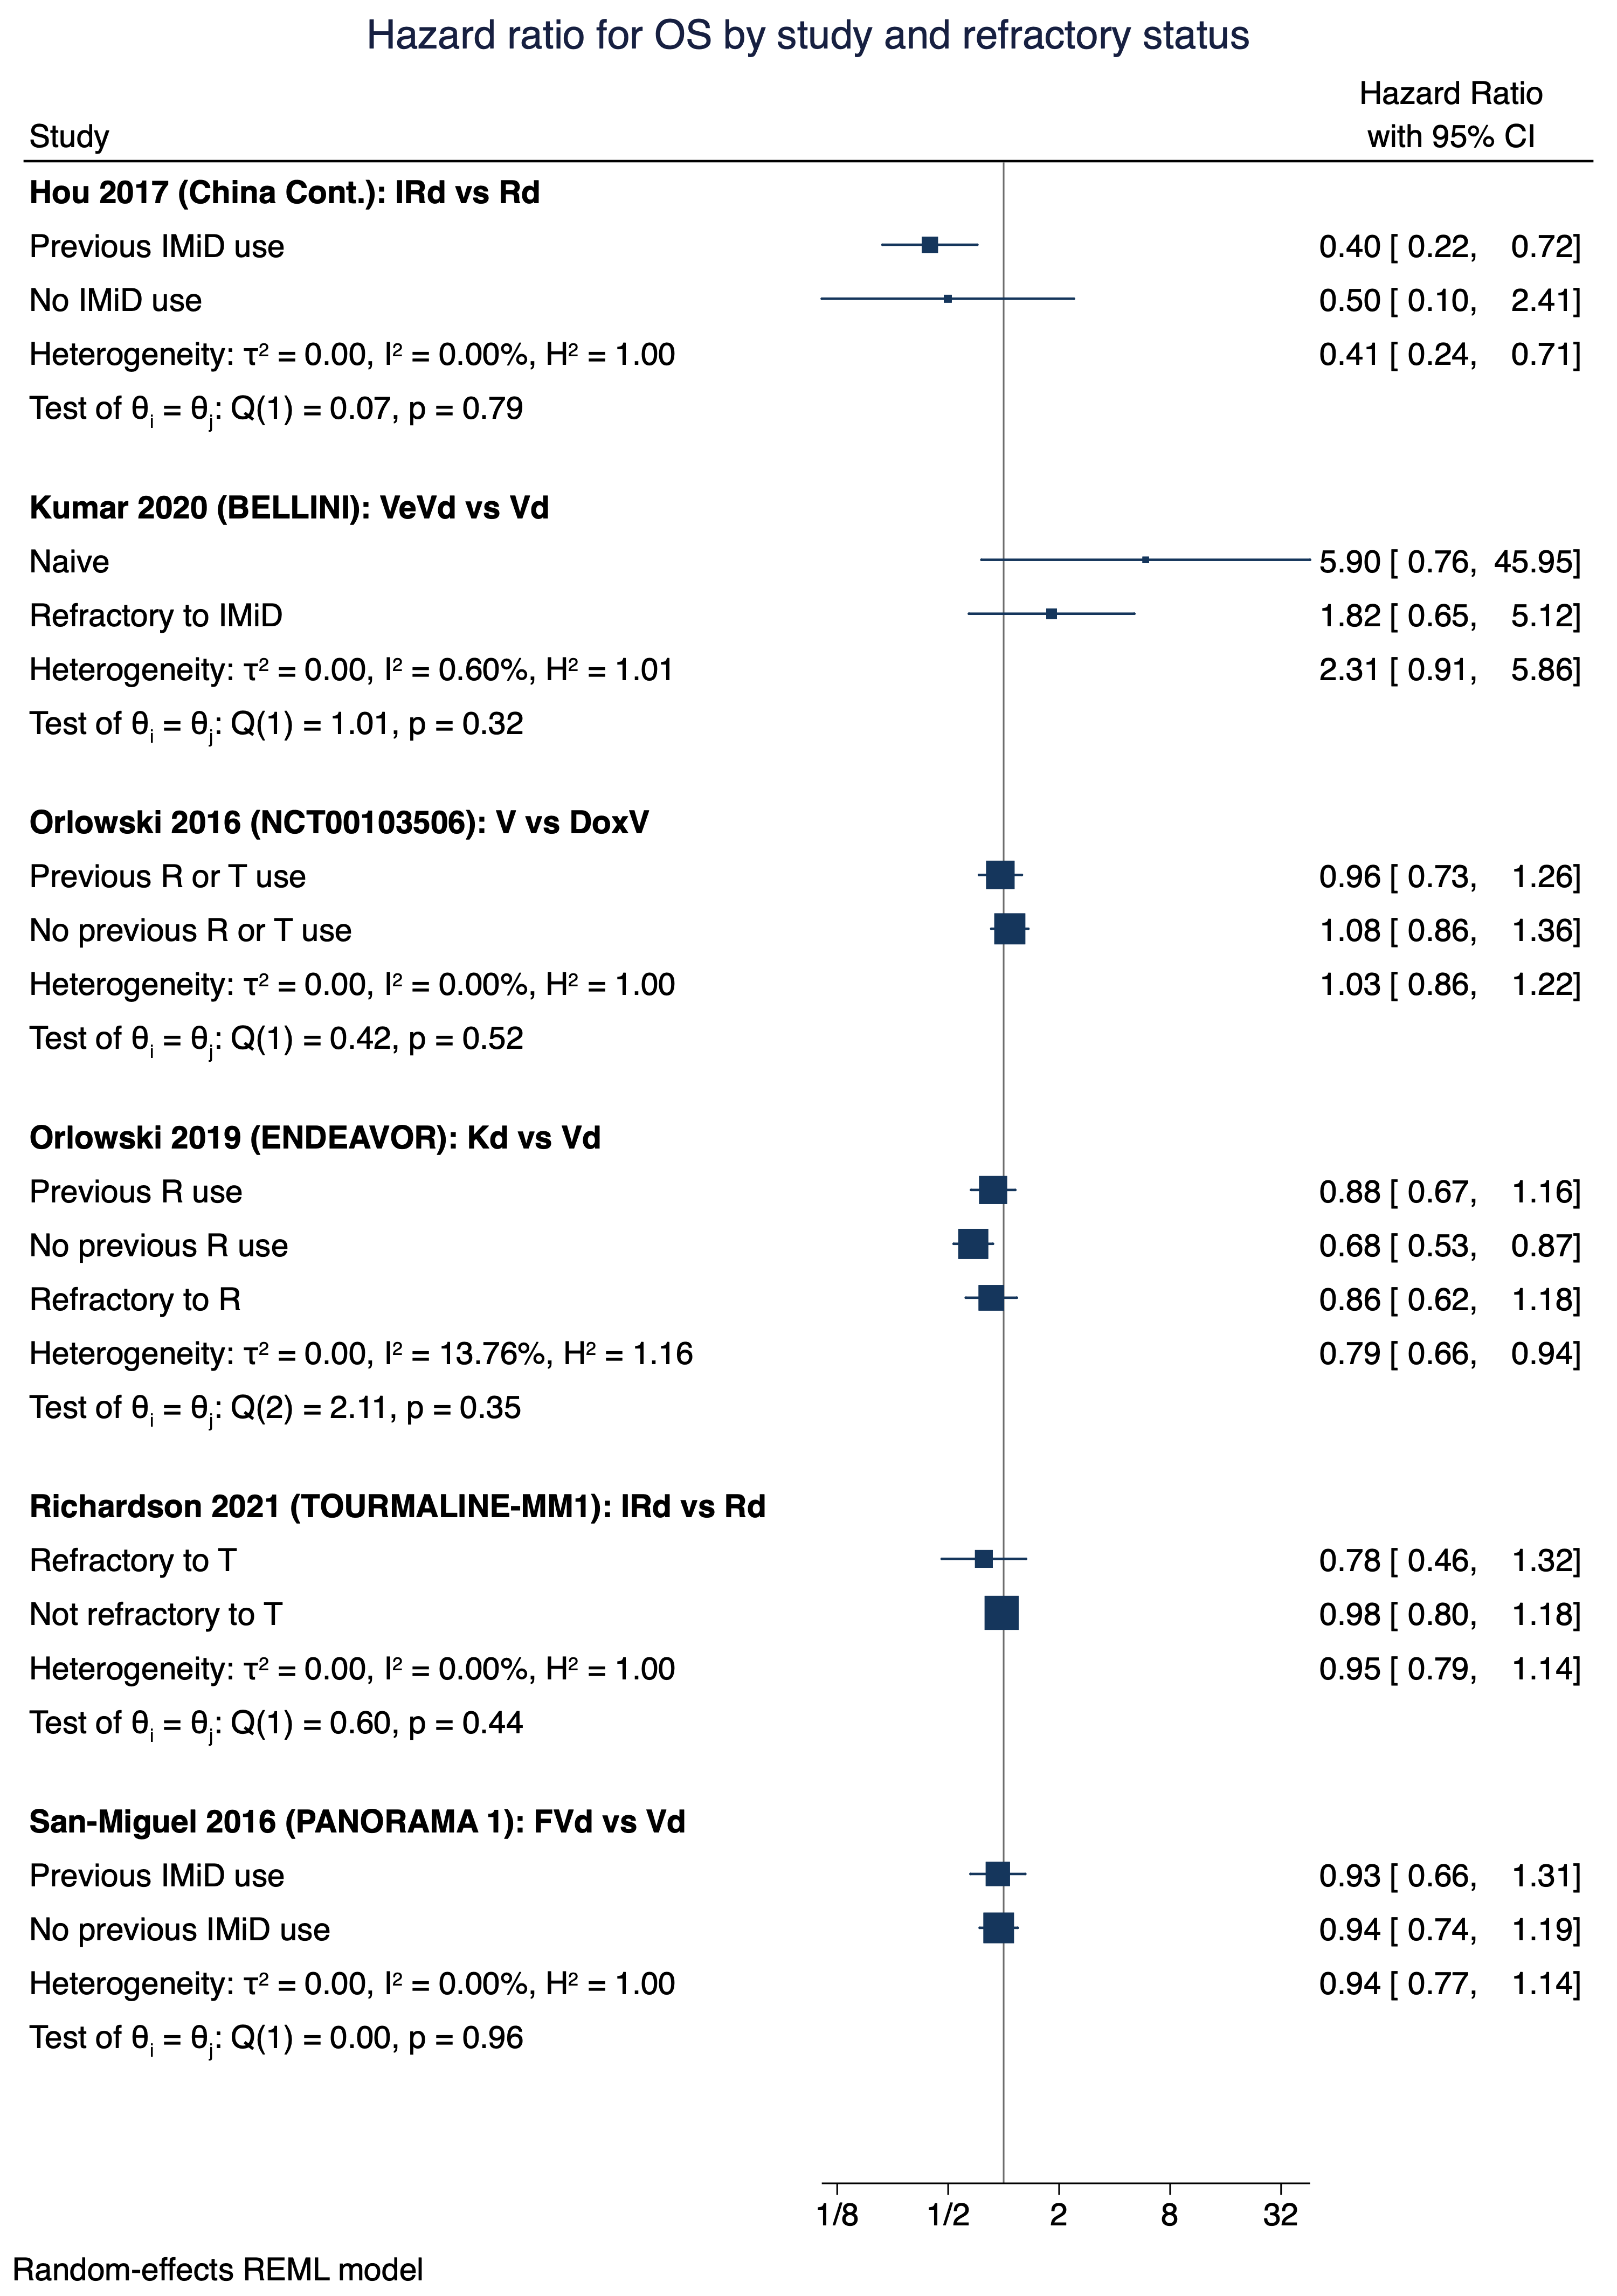 Hazard ratio for OS by study and refractory status
Hazard Ratio
Study with 95% CI
Hou 2017 (China Cont.): IRd vs Rd
Previous IMiD use 0.40 [ 0.22, 0.72]
No IMiD use 0.50 [ 0.10, 2.41]
Heterogeneity: τ² = 0.00, I² = 0.00%, H² = 1.00 0.41 [ 0.24, 0.71]
Test of θi = θj: Q(1) = 0.07, p = 0.79
Kumar 2020 (BELLINI): VeVd vs Vd
Naive 5.90 [ 0.76, 45.95]
Refractory to IMiD 1.82 [ 0.65, 5.12]
Heterogeneity: τ² = 0.00, I² = 0.60%, H² = 1.01 2.31 [ 0.91, 5.86]
Test of θi = θj: Q(1) = 1.01, p = 0.32
Orlowski 2016 (NCT00103506): V vs DoxV
Previous R or T use 0.96 [ 0.73, 1.26]
No previous R or T use 1.08 [ 0.86, 1.36]
Heterogeneity: τ² = 0.00, I² = 0.00%, H² = 1.00 1.03 [ 0.86, 1.22]
Test of θi = θj: Q(1) = 0.42, p = 0.52
Orlowski 2019 (ENDEAVOR): Kd vs Vd
Previous R use 0.88 [ 0.67, 1.16]
No previous R use 0.68 [ 0.53, 0.87]
Refractory to R 0.86 [ 0.62, 1.18]
Heterogeneity: τ² = 0.00, I² = 13.76%, H² = 1.16 0.79 [ 0.66, 0.94]
Test of θi = θj: Q(2) = 2.11, p = 0.35
Richardson 2021 (TOURMALINE-MM1): IRd vs Rd
Refractory to T 0.78 [ 0.46, 1.32]
Not refractory to T 0.98 [ 0.80, 1.18]
Heterogeneity: τ² = 0.00, I² = 0.00%, H² = 1.00 0.95 [ 0.79, 1.14]
Test of θi = θj: Q(1) = 0.60, p = 0.44
San-Miguel 2016 (PANORAMA 1): FVd vs Vd
Previous IMiD use 0.93 [ 0.66, 1.31]
No previous IMiD use 0.94 [ 0.74, 1.19]
Heterogeneity: τ² = 0.00, I² = 0.00%, H² = 1.00 0.94 [ 0.77, 1.14]
Test of θi = θj: Q(1) = 0.00, p = 0.96
1/8 1/2 2 8 32
Random-effects REML model